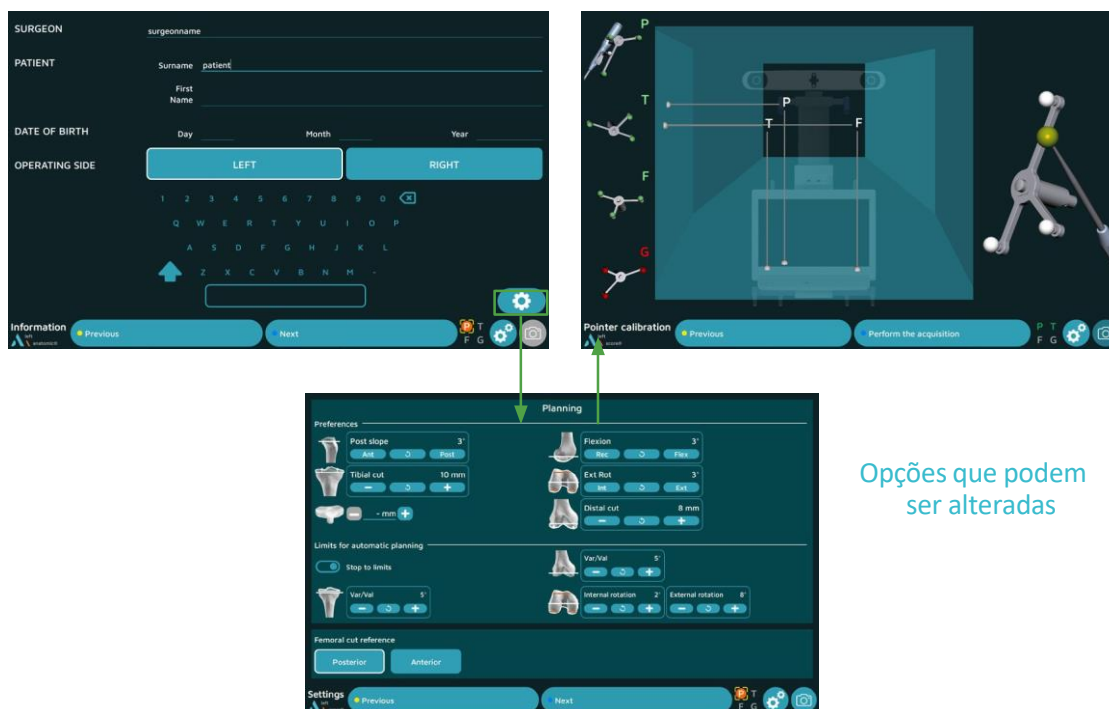 SURGEON
surgeonname
PATIENT
Surname patient
First
Name
DATE OF BIRTH
Day Month Year
OPERATING SIDE
LEFT RIGHT
1 2 3 4 5 6 7 8 9 0
Q W E R T Y U I O P
A S D F G H J K L
Z X C V B N M -
Information
left
Previous
Next
P T
F G
P
T
F
G
P
T F
Pointer calibration
left
Previous
Perform the acquisition
P T
F G
Planning
Preferences
Post slope 3°
Ant Post
Tibial cut 10 mm
- +
- - mm +
Flexion 3°
Rec Flex
Ext Rot 3°
Int Ext
Distal cut 8 mm
- +
Limits for automatic planning
Stop to limits
Var/Val 5°
- +
Var/Val 5°
- +
Internal rotation 2°
- +
External rotation 8°
- +
Femoral cut reference
Posterior Anterior
Settings
Previous
Next
P T
F G
Opções que podem
ser alteradas